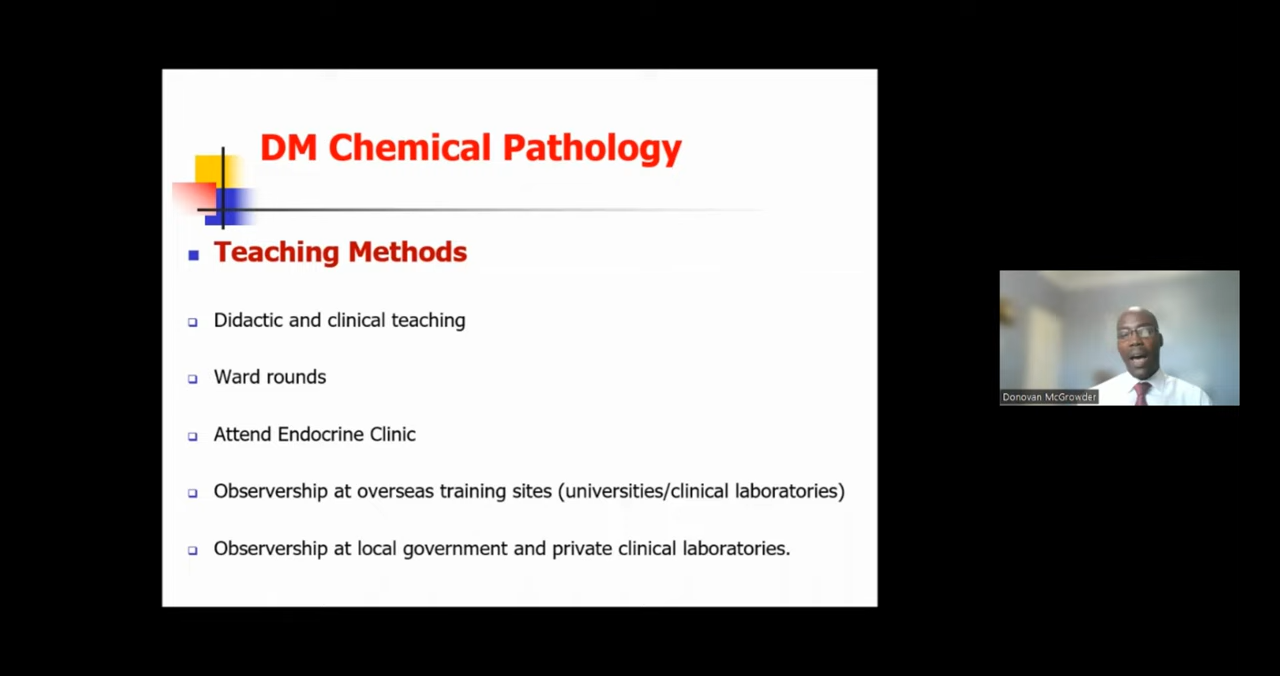 DM Chemical Pathology
Teaching Methods
Didactic and clinical teaching
Ward rounds
Attend Endocrine Clinic
Observership at overseas training sites (universities/clinical laboratories)
Observership at local government and private clinical laboratories.
Donovan McGrowder